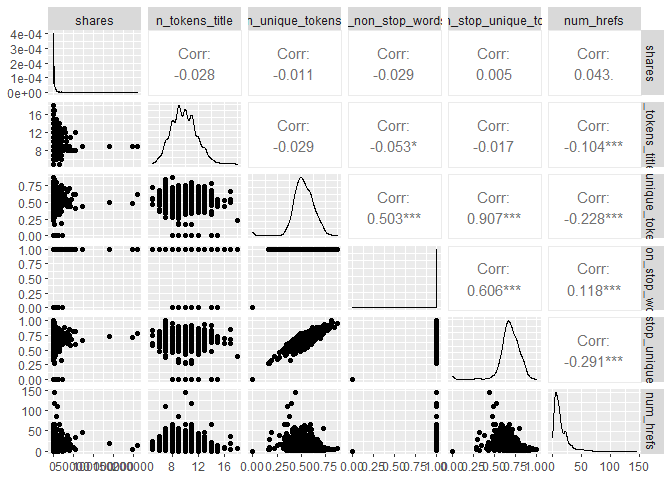 shares n_tokens_title n_unique_tokens _non_stop_words n_stop_unique_to num_hrefs
4e-04
3e-04
2e-04
1e-04
0e+00
Corr:
-0.028
Corr:
-0.011
Corr:
-0.029
Corr:
0.005
Corr:
0.043.
shares
16
12
8
Corr:
-0.029
Corr:
-0.053*
Corr:
-0.017
Corr:
-0.104***
_tokens_title
0.75
0.50
0.25
0.00
Corr:
0.503***
Corr:
0.907***
Corr:
-0.228***
unique_toke
1.00
0.75
0.50
0.25
0.00
Corr:
0.606***
Corr:
0.118***
on_stop_wo
1.00
0.75
0.50
0.25
0.00
Corr:
-0.291***
stop_unique
150
100
50
0
num_hrefs
8 12 16
0.00 0.25 0.50 0.75
0.00 0.25 0.50 0.75 1.00
0.00 0.25 0.50 0.75 1.00
0 50 100 150